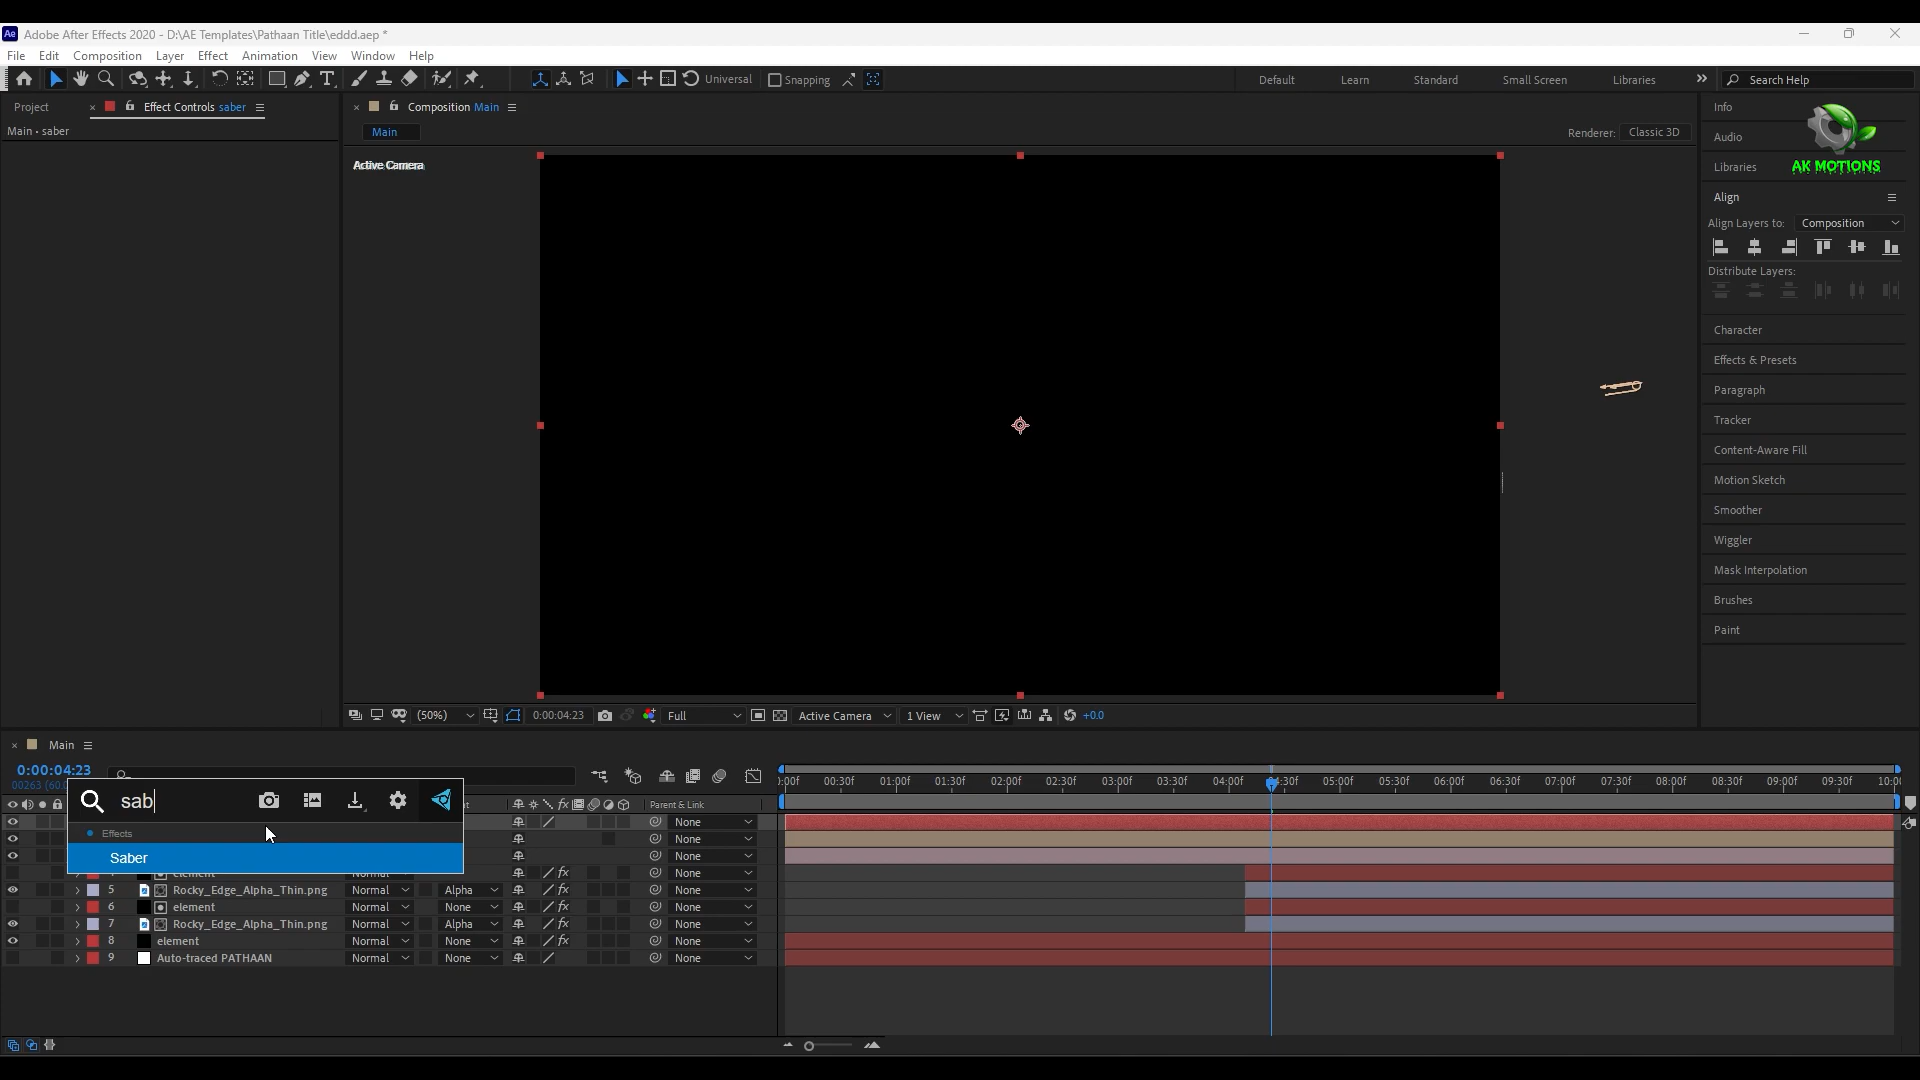 Ae Adobe After Effects 2020 - D:\AE Templates\Pathaan Title\eddd.aep *
File Edit Composition Layer Effect Animation View Window Help
Universal Snapping Default Learn Standard Small Screen Libraries Search Help
Project × Effect Controls saber × Composition Main Info
Main • saber Main Renderer: Classic 3D Audio
Active Camera Libraries AK MOTIONS
Align
Align Layers to: Composition
Distribute Layers:
Character
Effects & Presets
Paragraph
Tracker
Content-Aware Fill
Motion Sketch
Smoother
Wiggler
Mask Interpolation
Brushes
Paint
(50%) 0:00:04:23 Full Active Camera 1 View +0.0
× Main
0:00:04:23
00263 (60.0
:00f 00:30f 01:00f 01:30f 02:00f 02:30f 03:00f 03:30f 04:00f 04:30f 05:00f 05:30f 06:00f 06:30f 07:00f 07:30f 08:00f 08:30f 09:00f 09:30f 10:00
sab Parent & Link
None
Effects None
Saber None
element Normal None None
5 Rocky_Edge_Alpha_Thin.png Normal Alpha None
6 element Normal None None
7 Rocky_Edge_Alpha_Thin.png Normal Alpha None
8 element Normal None None
9 Auto-traced PATHAAN Normal None None